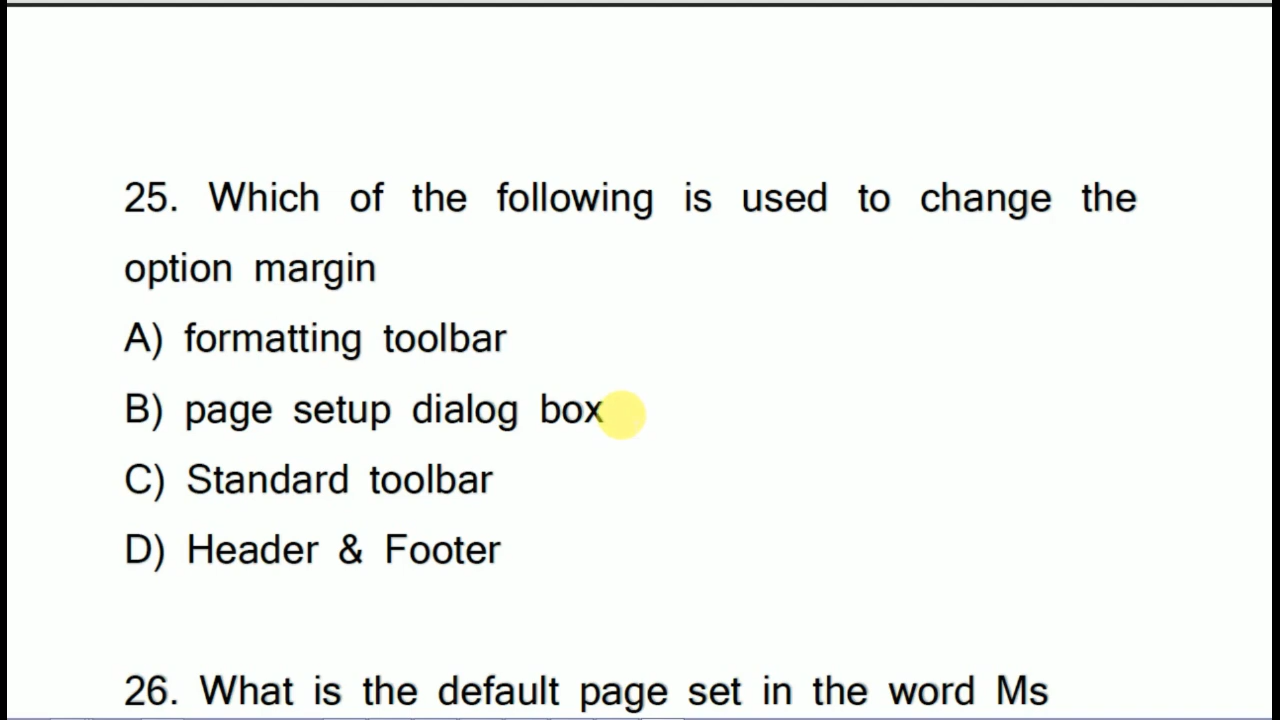 25. Which of the following is used to change the
option margin
A) formatting toolbar
B) page setup dialog box
C) Standard toolbar
D) Header & Footer
26. What is the default page set in the word Ms